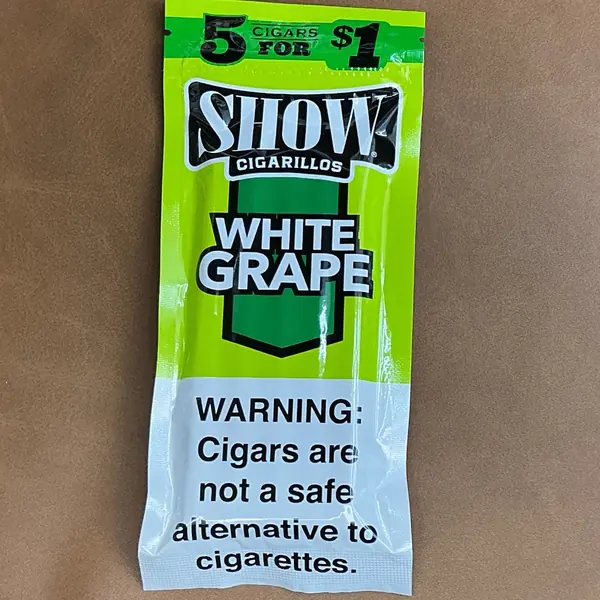 5 CIGARS FOR $1
SHOW
CIGARILLOS
WHITE
GRAPE
WARNING:
Cigars are
not a safe
alternative to
cigarettes.